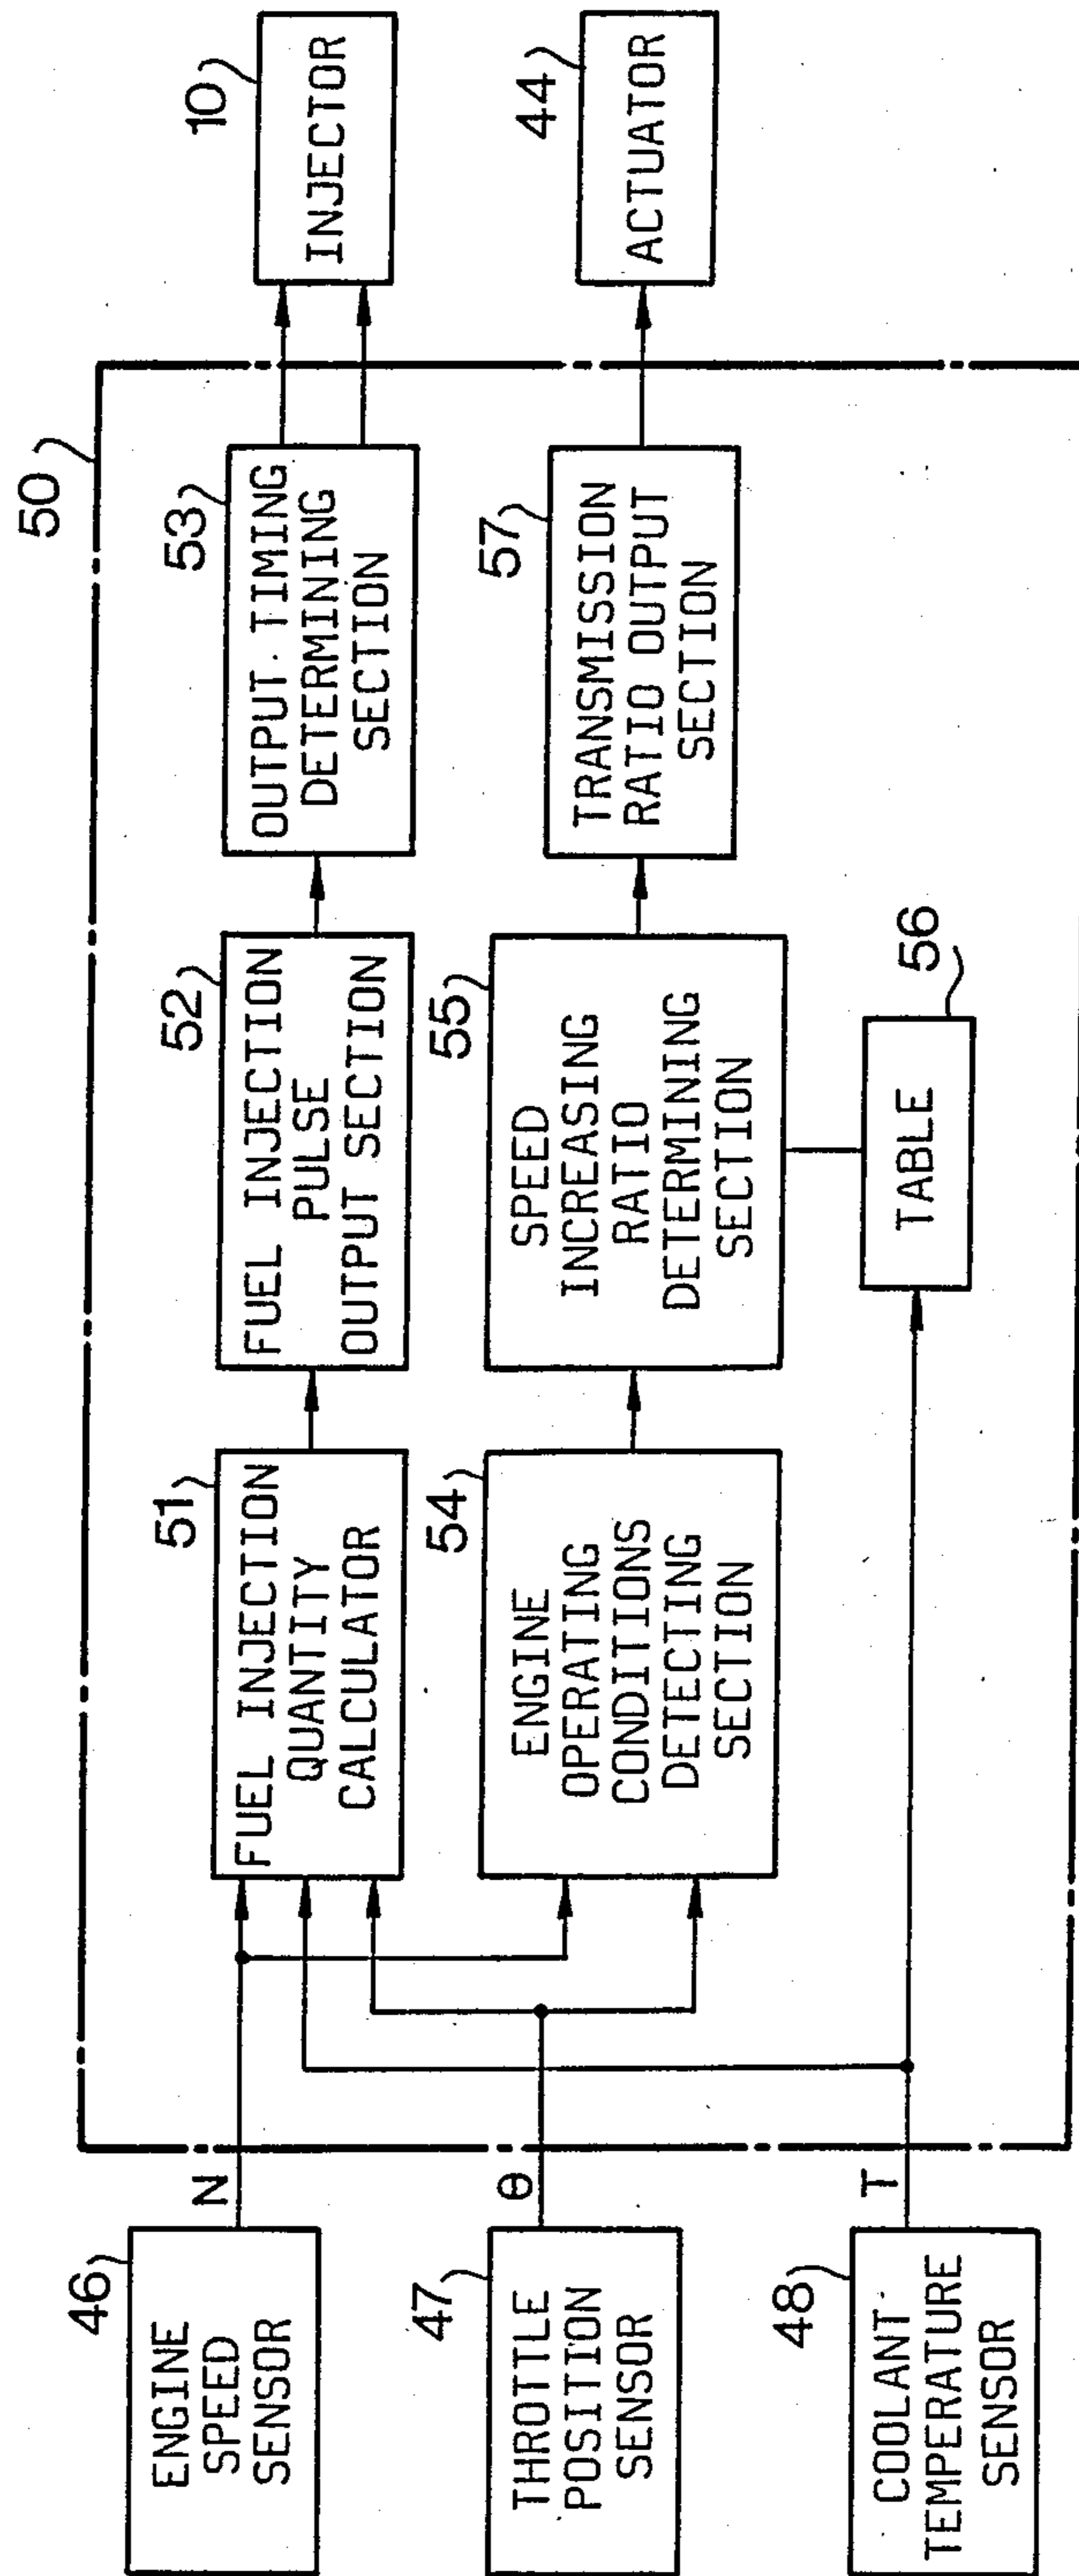 46
ENGINE
SPEED
SENSOR
N
47
THROTTLE
POSITION
SENSOR
θ
48
COOLANT
TEMPERATURE
SENSOR
T
50
51
FUEL INJECTION
QUANTITY
CALCULATOR
52
FUEL INJECTION
PULSE
OUTPUT SECTION
53
OUTPUT TIMING
DETERMINING
SECTION
10
INJECTOR
54
ENGINE
OPERATING
CONDITIONS
DETECTING
SECTION
55
SPEED
INCREASING
RATIO
DETERMINING
SECTION
57
TRANSMISSION
RATIO OUTPUT
SECTION
44
ACTUATOR
56
TABLE